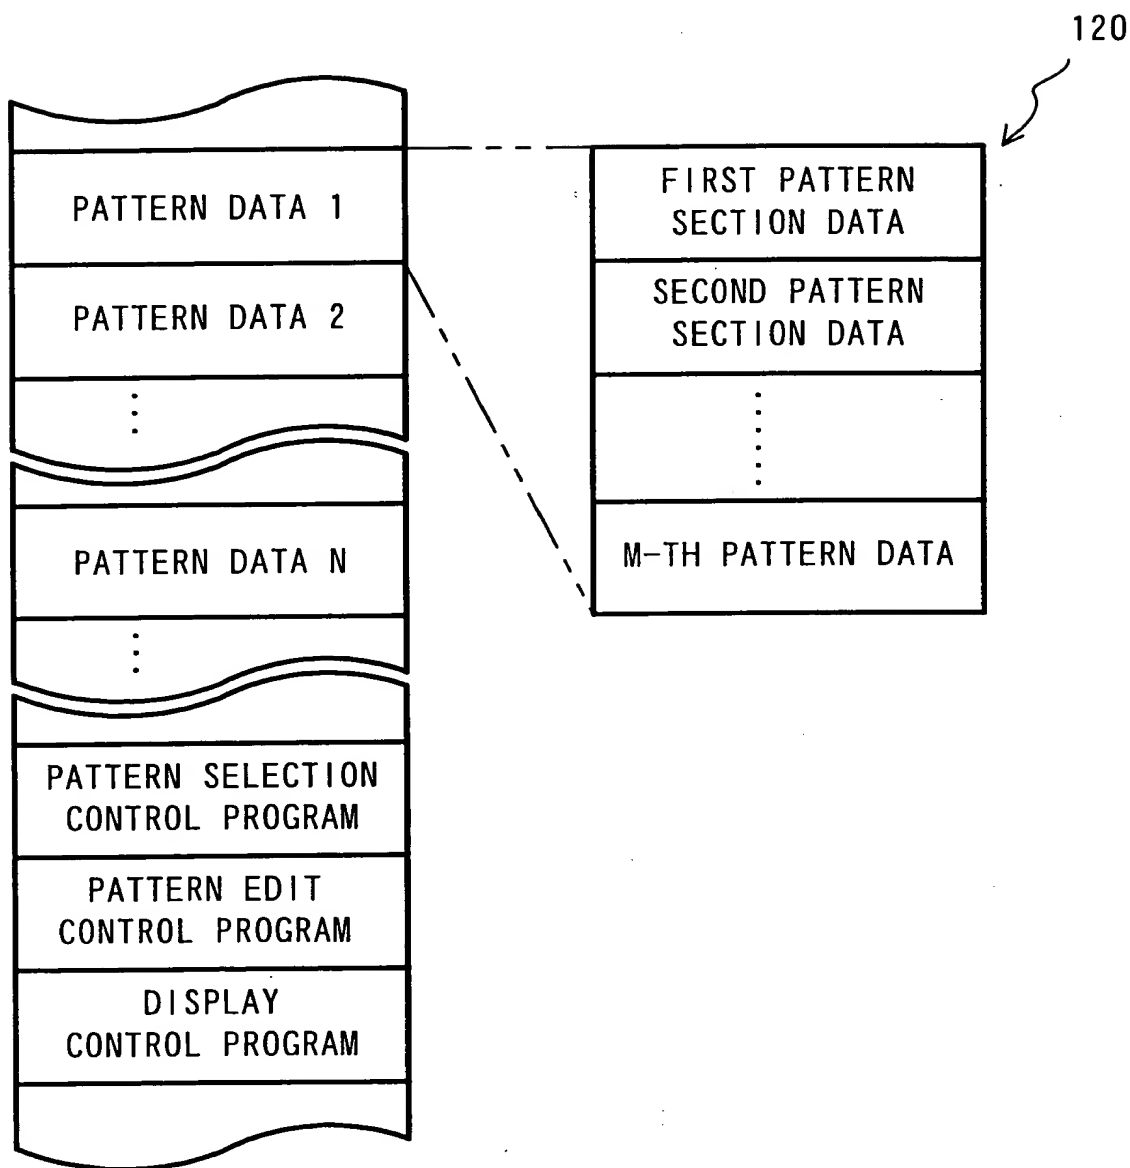 120
PATTERN DATA 1
PATTERN DATA 2
PATTERN DATA N
PATTERN SELECTION
CONTROL PROGRAM
PATTERN EDIT
CONTROL PROGRAM
DISPLAY
CONTROL PROGRAM
FIRST PATTERN
SECTION DATA
SECOND PATTERN
SECTION DATA
M-TH PATTERN DATA